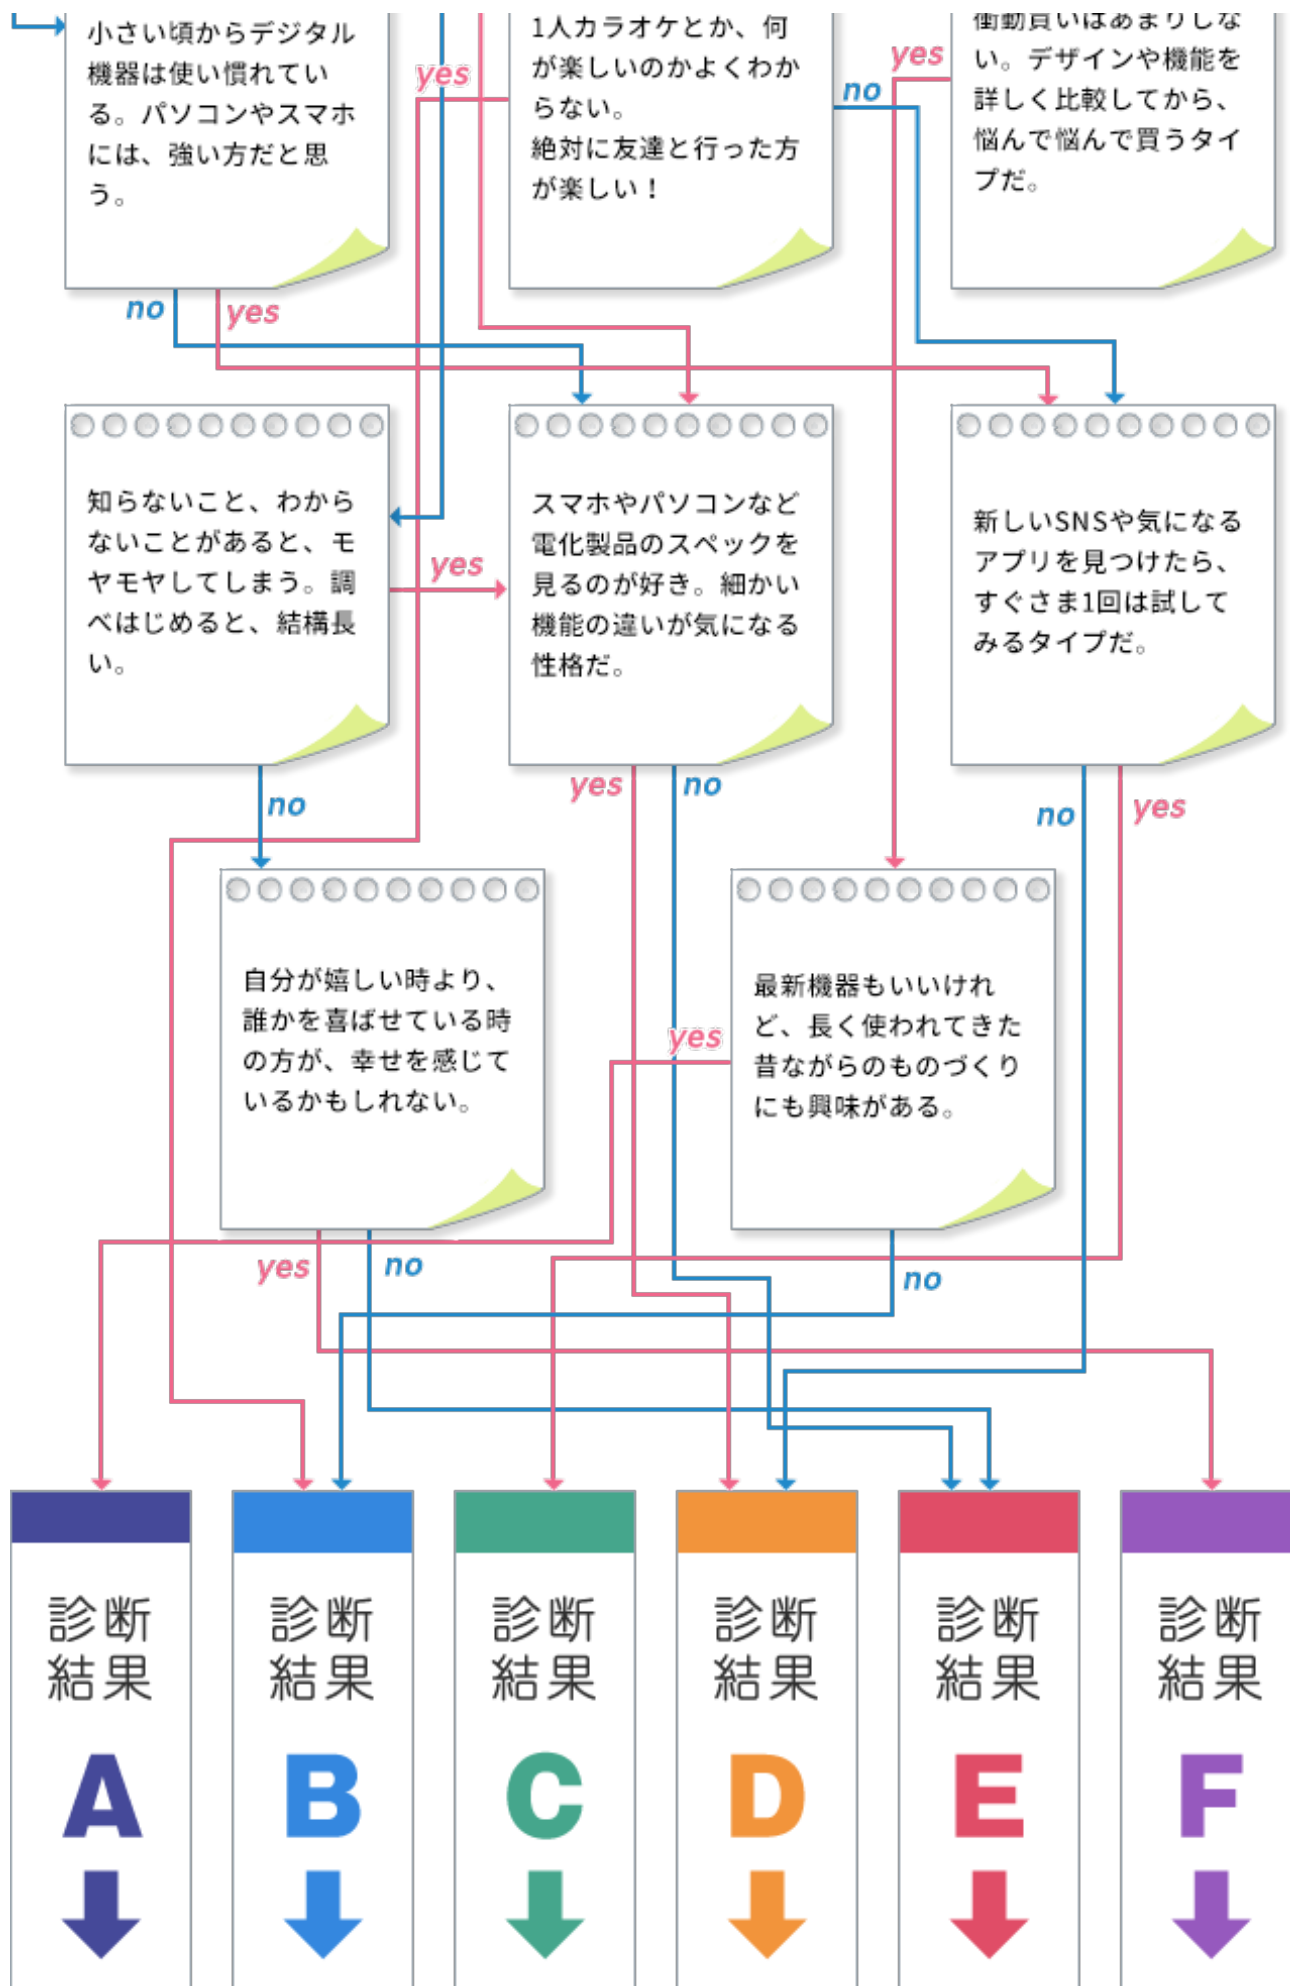 小さい頃からデジタル
機器は使い慣れてい
る。パソコンやスマホ
には、強い方だと思
う。
yes
1人カラオケとか、何
が楽しいのかよくわか
らない。
絶対に友達と行った方
が楽しい！
no
yes
衝動買いはあまりしな
い。デザインや機能を
詳しく比較してから、
悩んで悩んで買うタイ
プだ。
no
yes
知らないこと、わから
ないことがあると、モ
ヤモヤしてしまう。調
べはじめると、結構長
い。
yes
no
スマホやパソコンなど
電化製品のスペックを
見るのが好き。細かい
機能の違いが気になる
性格だ。
yes
no
新しいSNSや気になる
アプリを見つけたら、
すぐさま1回は試して
みるタイプだ。
no
yes
自分が嬉しい時より、
誰かを喜ばせている時
の方が、幸せを感じて
いるかもしれない。
yes
no
最新機器もいいけれ
ど、長く使われてきた
昔ながらのものづくり
にも興味がある。
yes
no
診断
結果
A
診断
結果
B
診断
結果
C
診断
結果
D
診断
結果
E
診断
結果
F